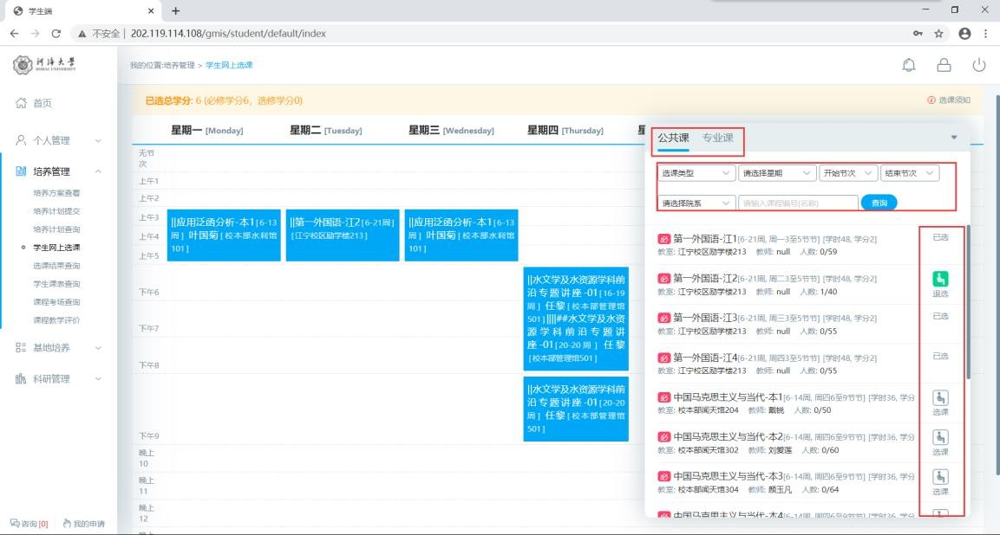 学生端
不安全
202.119.114.108/gmis/student/default/index
河海大学
HOHAI UNIVERSITY
我的位置:培养管理 > 学生网上选课
首页
个人管理
培养管理
培养方案查看
培养计划提交
培养计划查询
学生网上选课
选课结果查询
学生课表查询
课程考场查询
课程教学评价
基地培养
科研管理
咨询[0]
我的申请
已选总学分: 6 (必修学分6，选修学分0)
选课须知
星期一 [Monday]
星期二 [Tuesday]
星期三 [Wednesday]
星期四 [Thursday]
无节
次
上午1
上午2
上午3
上午4
上午5
下午6
下午7
下午8
下午9
晚上
10
晚上
11
晚上
12
||应用泛函分析-本1[6-13
周] 叶国菊[校本部水利馆
101]
||第一外国语-江2[6-21周]
[江宁校区励学楼213]
||应用泛函分析-本1[6-13
周] 叶国菊[校本部水利馆
101]
||水文学及水资源学科前
沿专题讲座-01[16-19
周] 任黎[校本部管理馆
501]||||##水文学及水资
源学科前沿专题讲
座-01[20-20周] 任黎
[校本部管理馆501]
||水文学及水资源学科前
沿专题讲座-01[20-20
周] 任黎[校本部管理馆
501]
公共课
专业课
选课类型
请选择星期
开始节次
结束节次
请选择院系
请输入课程编号(名称)
查询
必 第一外国语-江1[6-21周, 周一3至5节节] [学时48, 学分2]
教室: 江宁校区励学楼213 教师: null 人数: 0/59
已选
必 第一外国语-江2[6-21周, 周二3至5节节] [学时48, 学分2]
教室: 江宁校区励学楼213 教师: null 人数: 1/40
退选
必 第一外国语-江3[6-21周, 周三3至5节节] [学时48, 学分2]
教室: 江宁校区励学楼213 教师: null 人数: 0/55
已选
必 第一外国语-江4[6-21周, 周四3至5节节] [学时48, 学分2]
教室: 江宁校区励学楼213 教师: null 人数: 0/55
已选
必 中国马克思主义与当代-本1[6-14周, 周四6至9节节] [学时36, 学分
教室: 校本部闻天馆204 教师: 戴锐 人数: 0/50
选课
必 中国马克思主义与当代-本2[6-14周, 周四6至9节节] [学时36, 学分
教室: 校本部闻天馆302 教师: 刘爱莲 人数: 0/60
选课
必 中国马克思主义与当代-本3[6-14周, 周四6至9节节] [学时36, 学分
教室: 校本部闻天馆304 教师: 颜玉凡 人数: 0/64
选课
必 中国马克思主义与当代-本4[6-14周, 周四6至9节节] [学时36, 学分